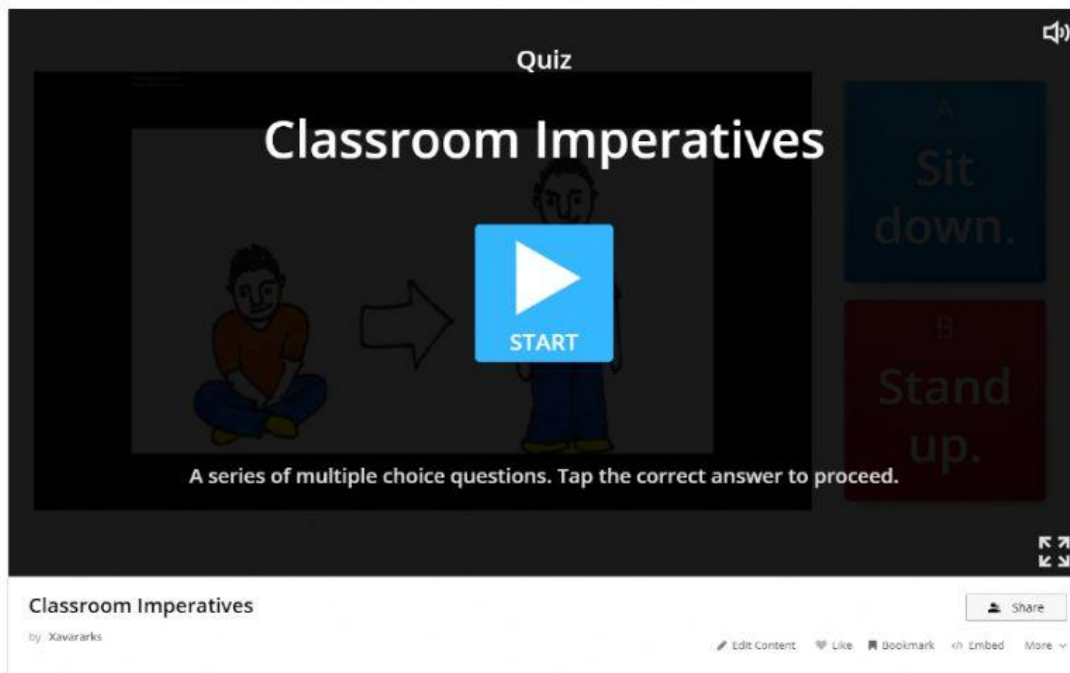 Quiz
Classroom Imperatives
A
Sit
down.
START
B
Stand
up.
A series of multiple choice questions. Tap the correct answer to proceed.
Classroom Imperatives
Share
by Xavararks
Edit Content Like Bookmark </> Embed More